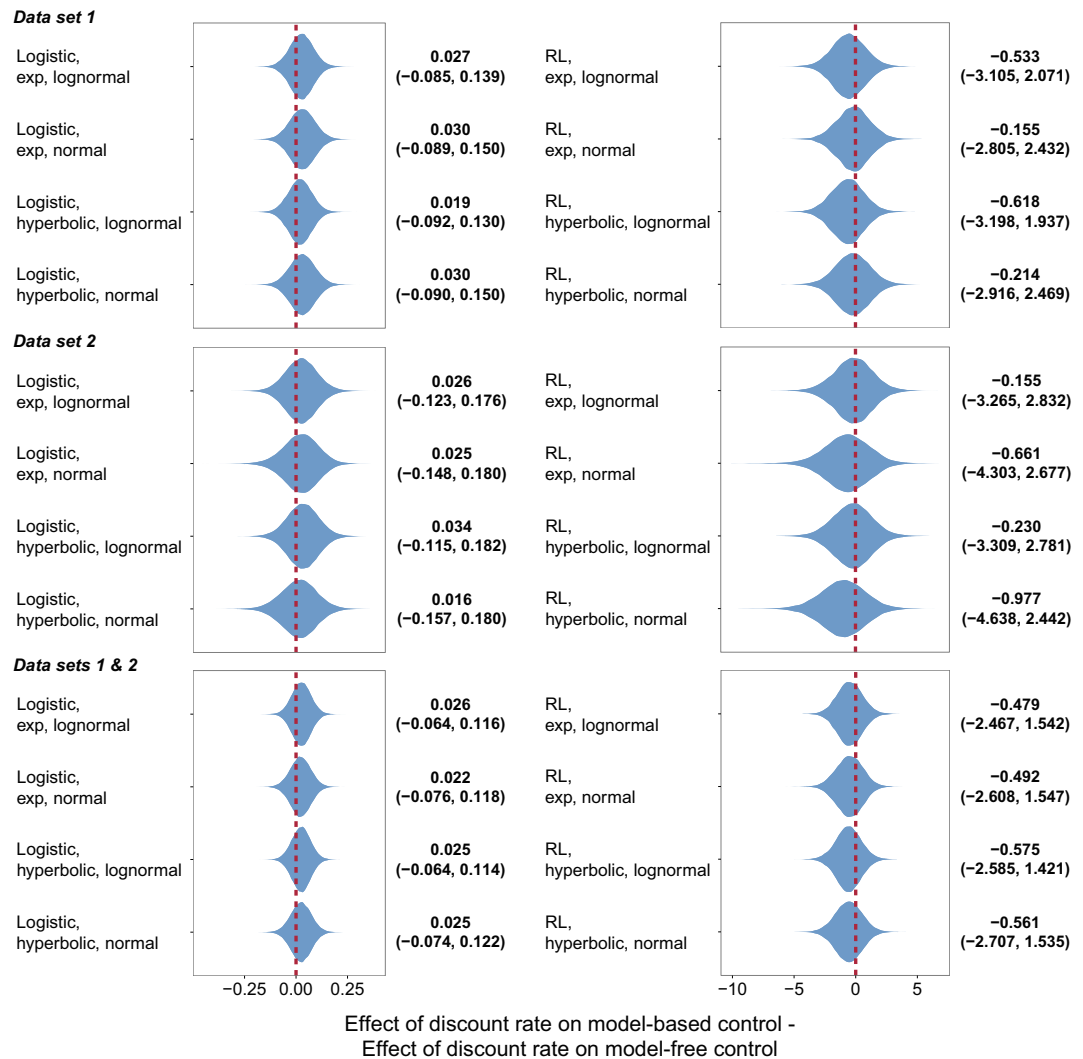 Data set 1
Logistic,
exp, lognormal
0.027
(−0.085, 0.139)
RL,
exp, lognormal
−0.533
(−3.105, 2.071)
Logistic,
exp, normal
0.030
(−0.089, 0.150)
RL,
exp, normal
−0.155
(−2.805, 2.432)
Logistic,
hyperbolic, lognormal
0.019
(−0.092, 0.130)
RL,
hyperbolic, lognormal
−0.618
(−3.198, 1.937)
Logistic,
hyperbolic, normal
0.030
(−0.090, 0.150)
RL,
hyperbolic, normal
−0.214
(−2.916, 2.469)
Data set 2
Logistic,
exp, lognormal
0.026
(−0.123, 0.176)
RL,
exp, lognormal
−0.155
(−3.265, 2.832)
Logistic,
exp, normal
0.025
(−0.148, 0.180)
RL,
exp, normal
−0.661
(−4.303, 2.677)
Logistic,
hyperbolic, lognormal
0.034
(−0.115, 0.182)
RL,
hyperbolic, lognormal
−0.230
(−3.309, 2.781)
Logistic,
hyperbolic, normal
0.016
(−0.157, 0.180)
RL,
hyperbolic, normal
−0.977
(−4.638, 2.442)
Data sets 1 & 2
Logistic,
exp, lognormal
0.026
(−0.064, 0.116)
RL,
exp, lognormal
−0.479
(−2.467, 1.542)
Logistic,
exp, normal
0.022
(−0.076, 0.118)
RL,
exp, normal
−0.492
(−2.608, 1.547)
Logistic,
hyperbolic, lognormal
0.025
(−0.064, 0.114)
RL,
hyperbolic, lognormal
−0.575
(−2.585, 1.421)
Logistic,
hyperbolic, normal
0.025
(−0.074, 0.122)
RL,
hyperbolic, normal
−0.561
(−2.707, 1.535)
−0.25 0.00 0.25
−10 −5 0 5
Effect of discount rate on model-based control -
Effect of discount rate on model-free control